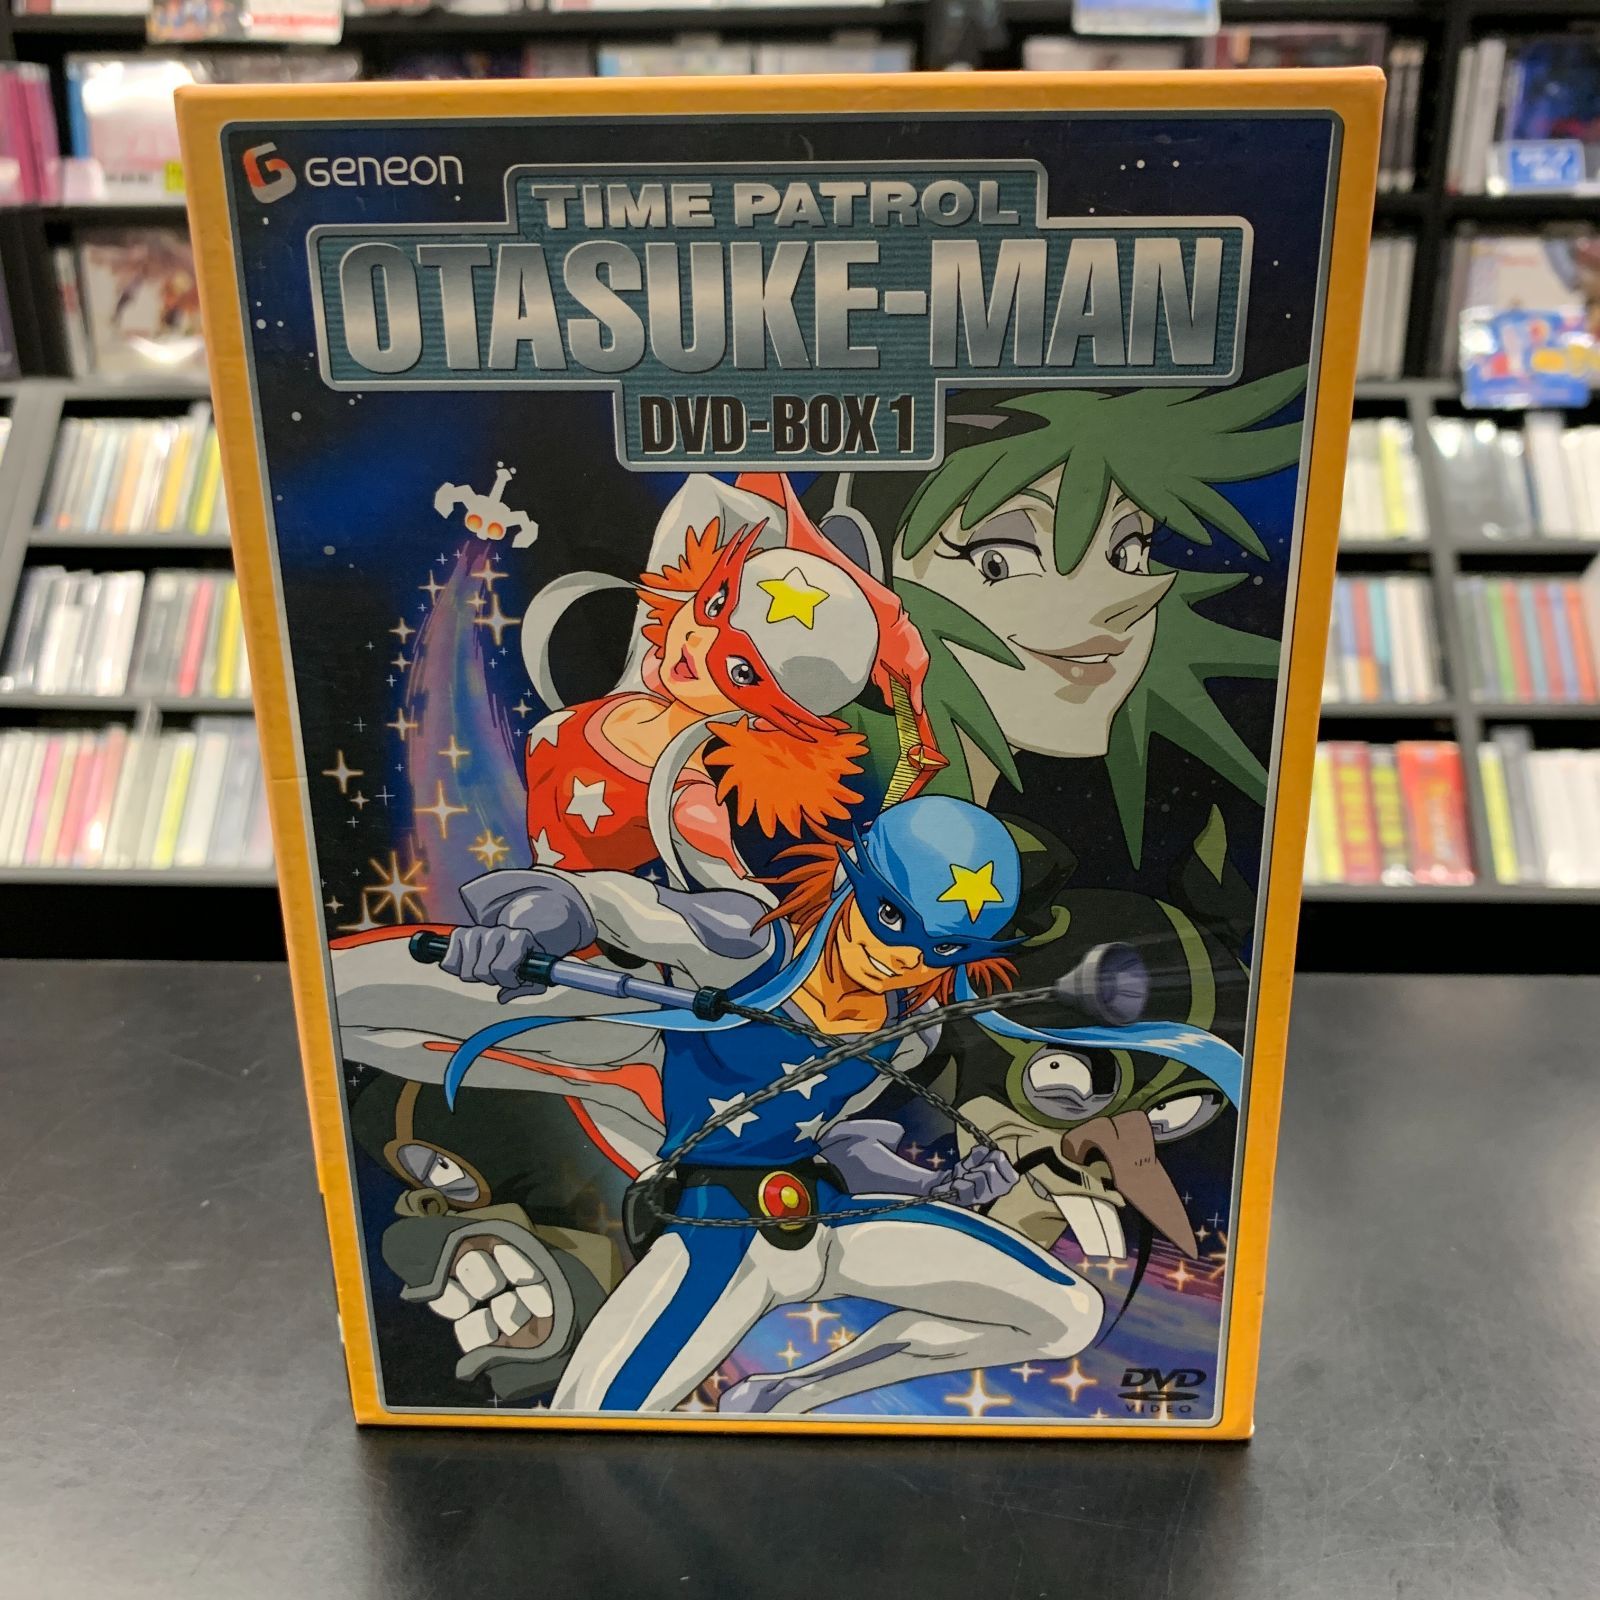 Geneon
TIME PATROL
OTASUKE-MAN
DVD-BOX 1
DVD
VIDEO